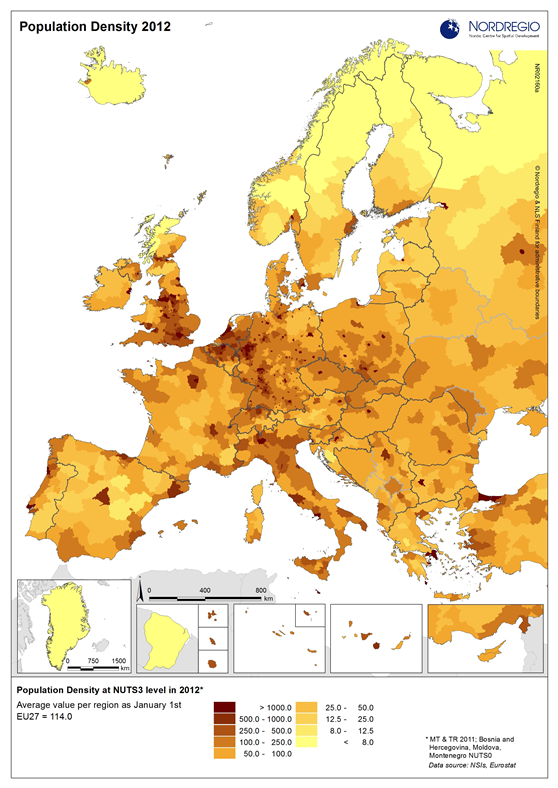 Population Density 2012
NORDREGIO
Nordic Centre for Spatial Development
NR02160a
© Nordregio & NLS Finland for administrative boundaries
0 400 800
km
0 750 1500
km
Population Density at NUTS3 level in 2012*
Average value per region as January 1st
EU27 = 114.0
> 1000.0
500.0 - 1000.0
250.0 - 500.0
100.0 - 250.0
50.0 - 100.0
25.0 - 50.0
12.5 - 25.0
8.0 - 12.5
< 8.0
* MT & TR 2011; Bosnia and
Hercegovina, Moldova,
Montenegro NUTS0
Data source: NSIs, Eurostat